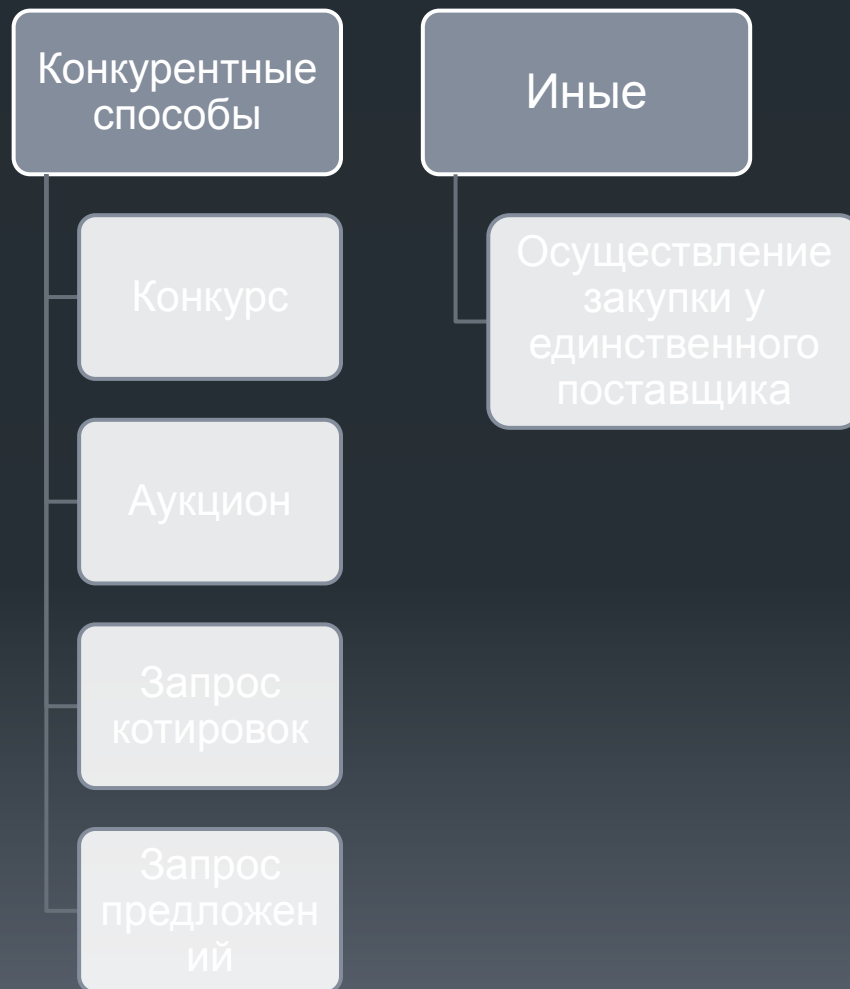 Конкурентные
способы
Конкурс
Аукцион
Запрос
котировок
Запрос
предложен
ий
Иные
Осуществление
закупки у
единственного
поставщика